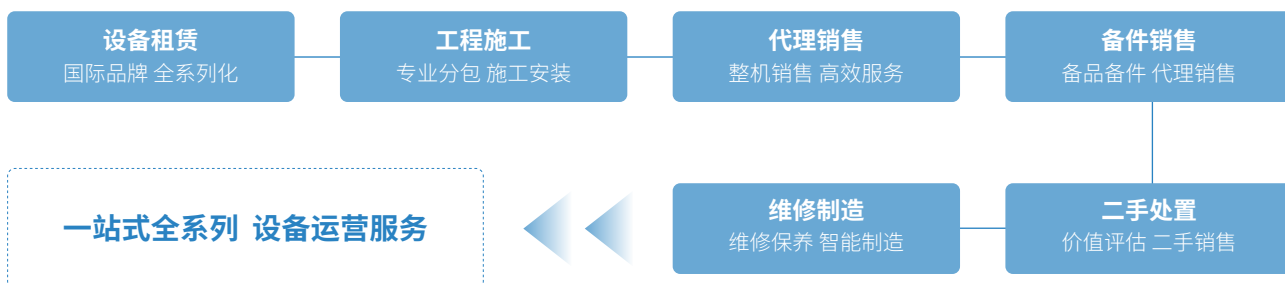 设备租赁
国际品牌 全系列化
工程施工
专业分包 施工安装
代理销售
整机销售 高效服务
备件销售
备品备件 代理销售
二手处置
价值评估 二手销售
维修制造
维修保养 智能制造
一站式全系列 设备运营服务